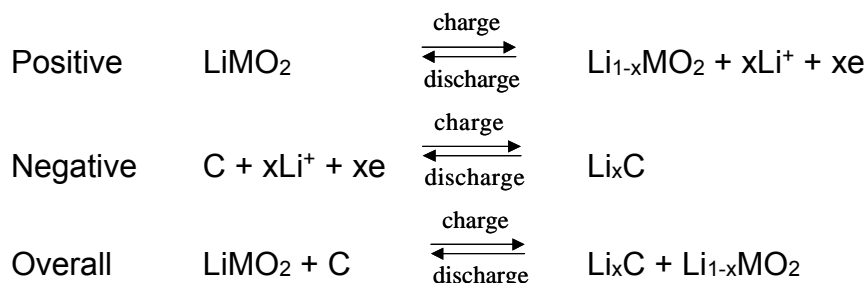 charge
Positive LiMO₂ Li₁₋ₓMO₂ + xLi⁺ + xe
discharge
charge
Negative C + xLi⁺ + xe LiₓC
discharge
charge
Overall LiMO₂ + C LiₓC + Li₁₋ₓMO₂
discharge